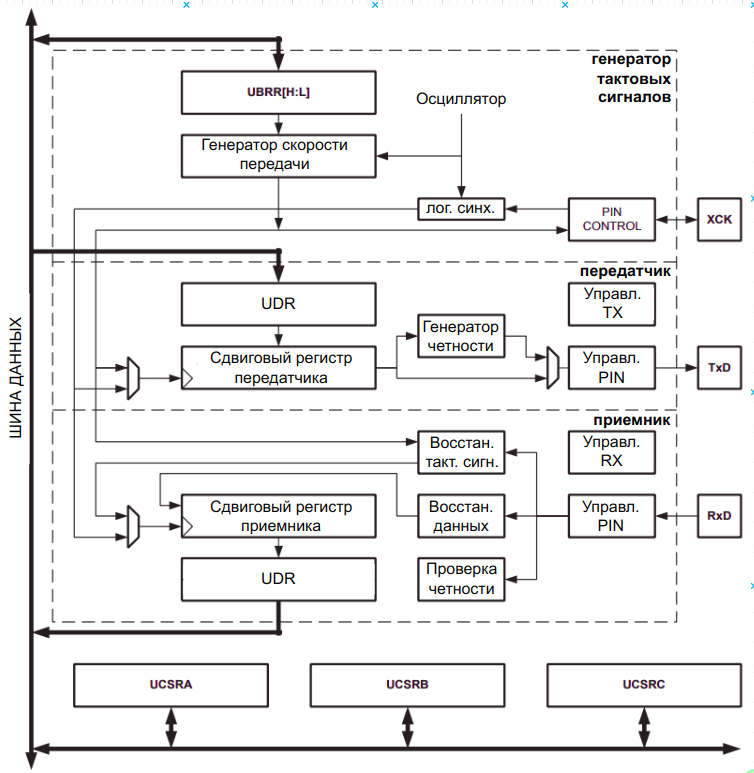 генератор
тактовых
сигналов
UBRR[H:L]
Осциллятор
Генератор скорости
передачи
лог. синх.
PIN
CONTROL
XCK
передатчик
UDR
Управл.
TX
Генератор
четности
Сдвиговый регистр
передатчика
Управл.
PIN
TxD
ШИНА ДАННЫХ
приемник
Восстан.
такт. сигн.
Управл.
RX
Сдвиговый регистр
приемника
Восстан.
данных
Управл.
PIN
RxD
UDR
Проверка
четности
UCSRA
UCSRB
UCSRC